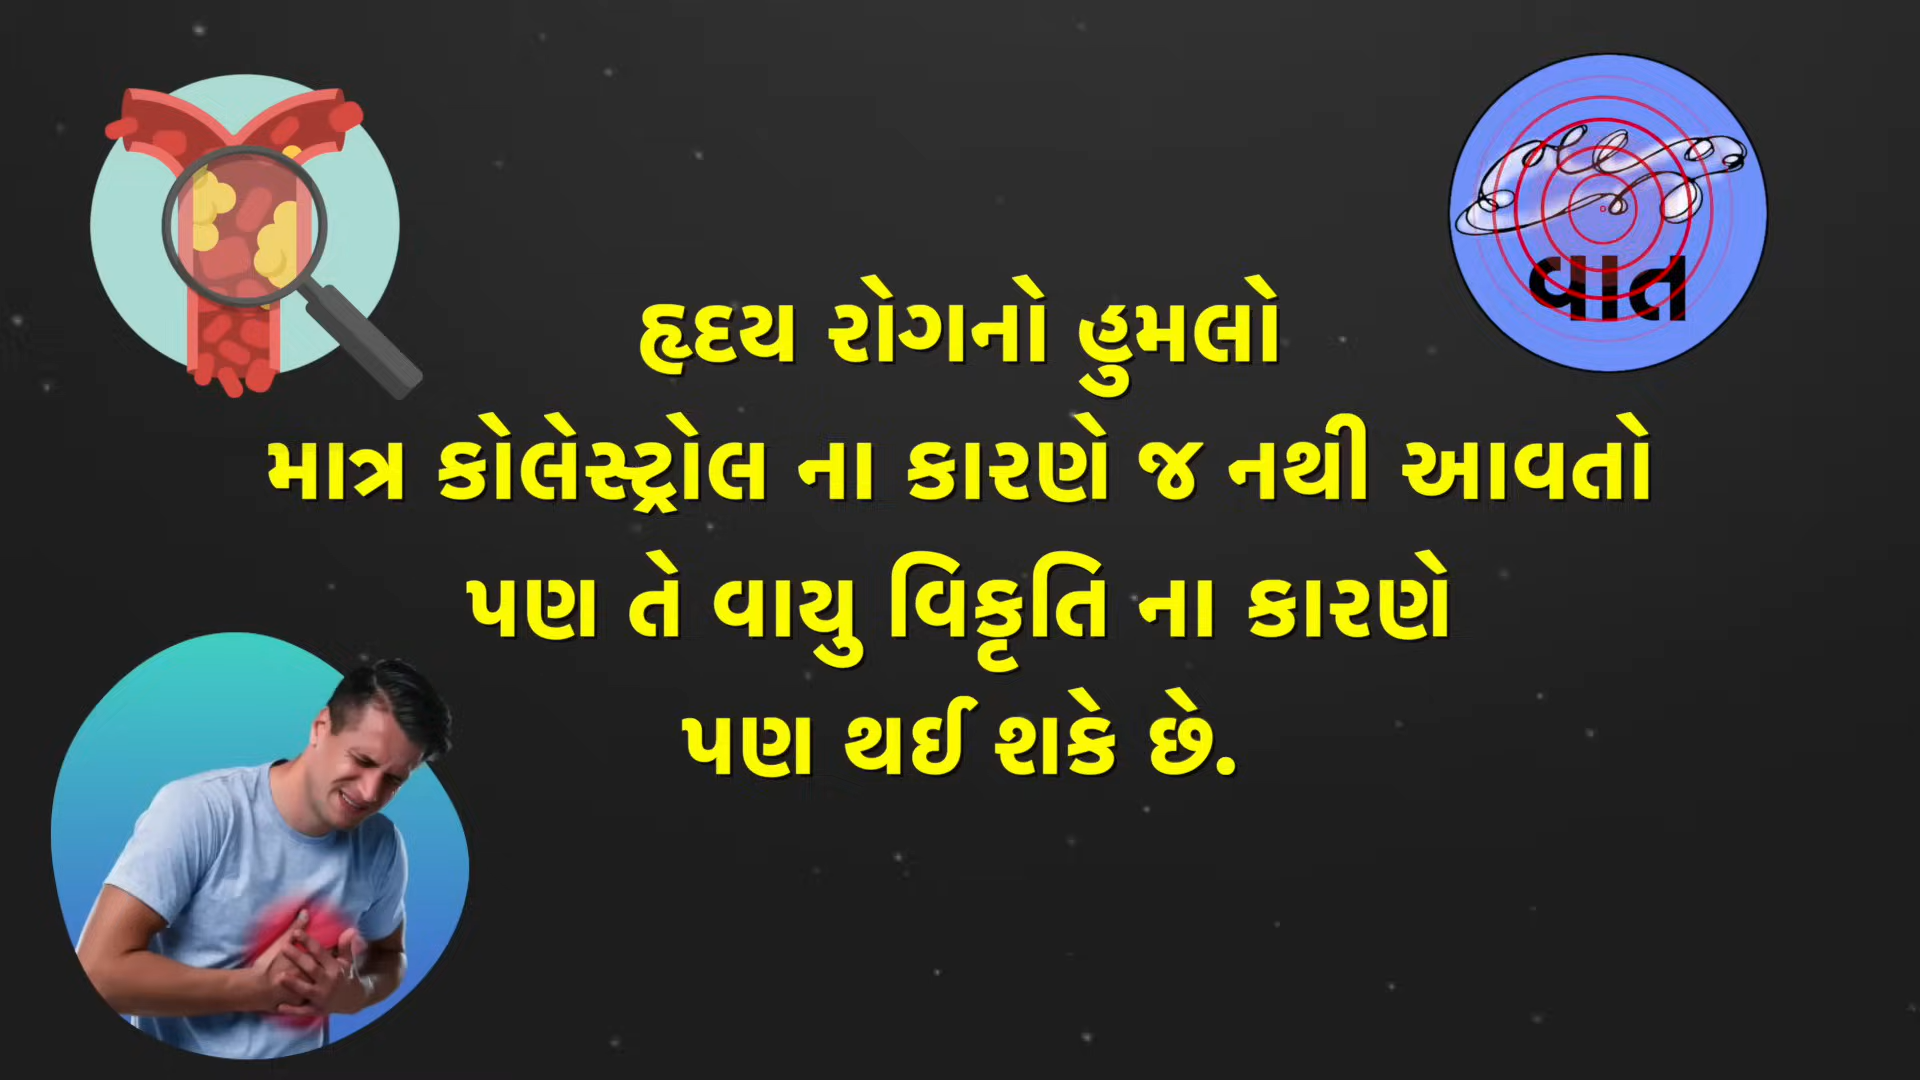 વાત
હૃદય રોગનો હુમલો
માત્ર કોલેસ્ટ્રોલ ના કારણે જ નથી આવતો
પણ તે વાયુ વિકૃતિ ના કારણે
પણ થઈ શકે છે.